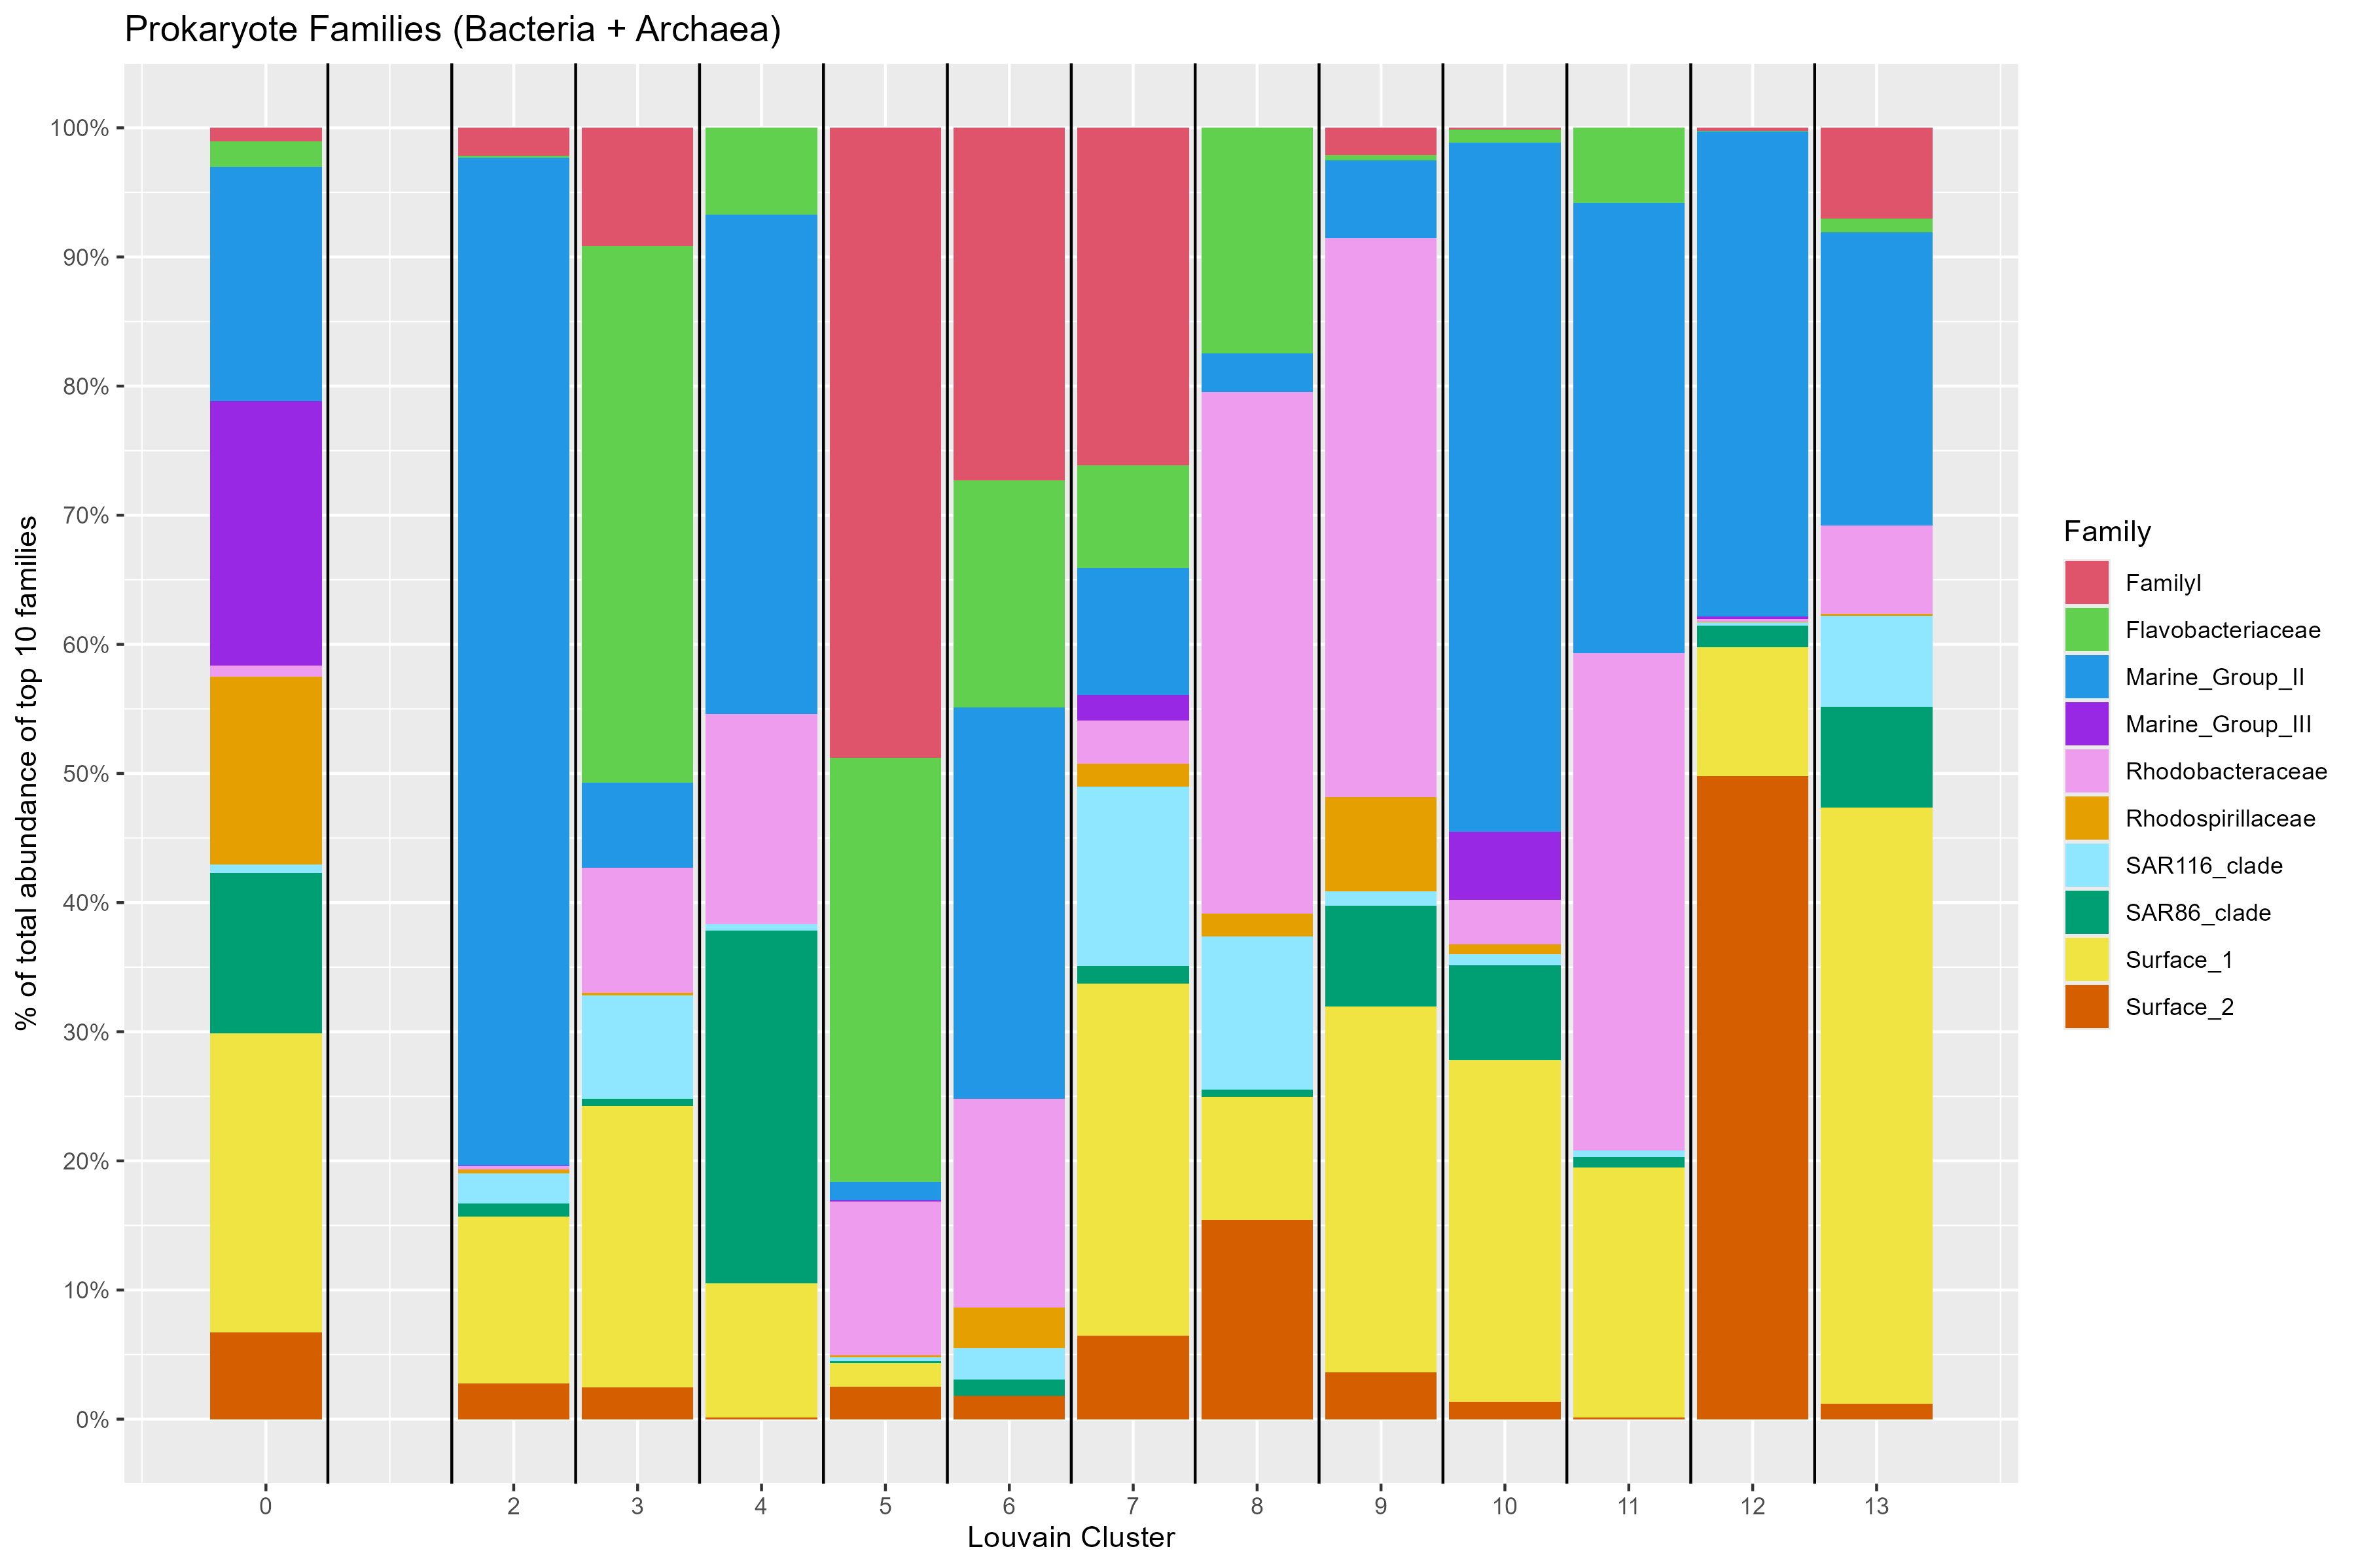 Prokaryote Families (Bacteria + Archaea)
% of total abundance of top 10 families
100%
90%
80%
70%
60%
50%
40%
30%
20%
10%
0%
0 2 3 4 5 6 7 8 9 10 11 12 13
Louvain Cluster
Family
FamilyI
Flavobacteriaceae
Marine_Group_II
Marine_Group_III
Rhodobacteraceae
Rhodospirillaceae
SAR116_clade
SAR86_clade
Surface_1
Surface_2